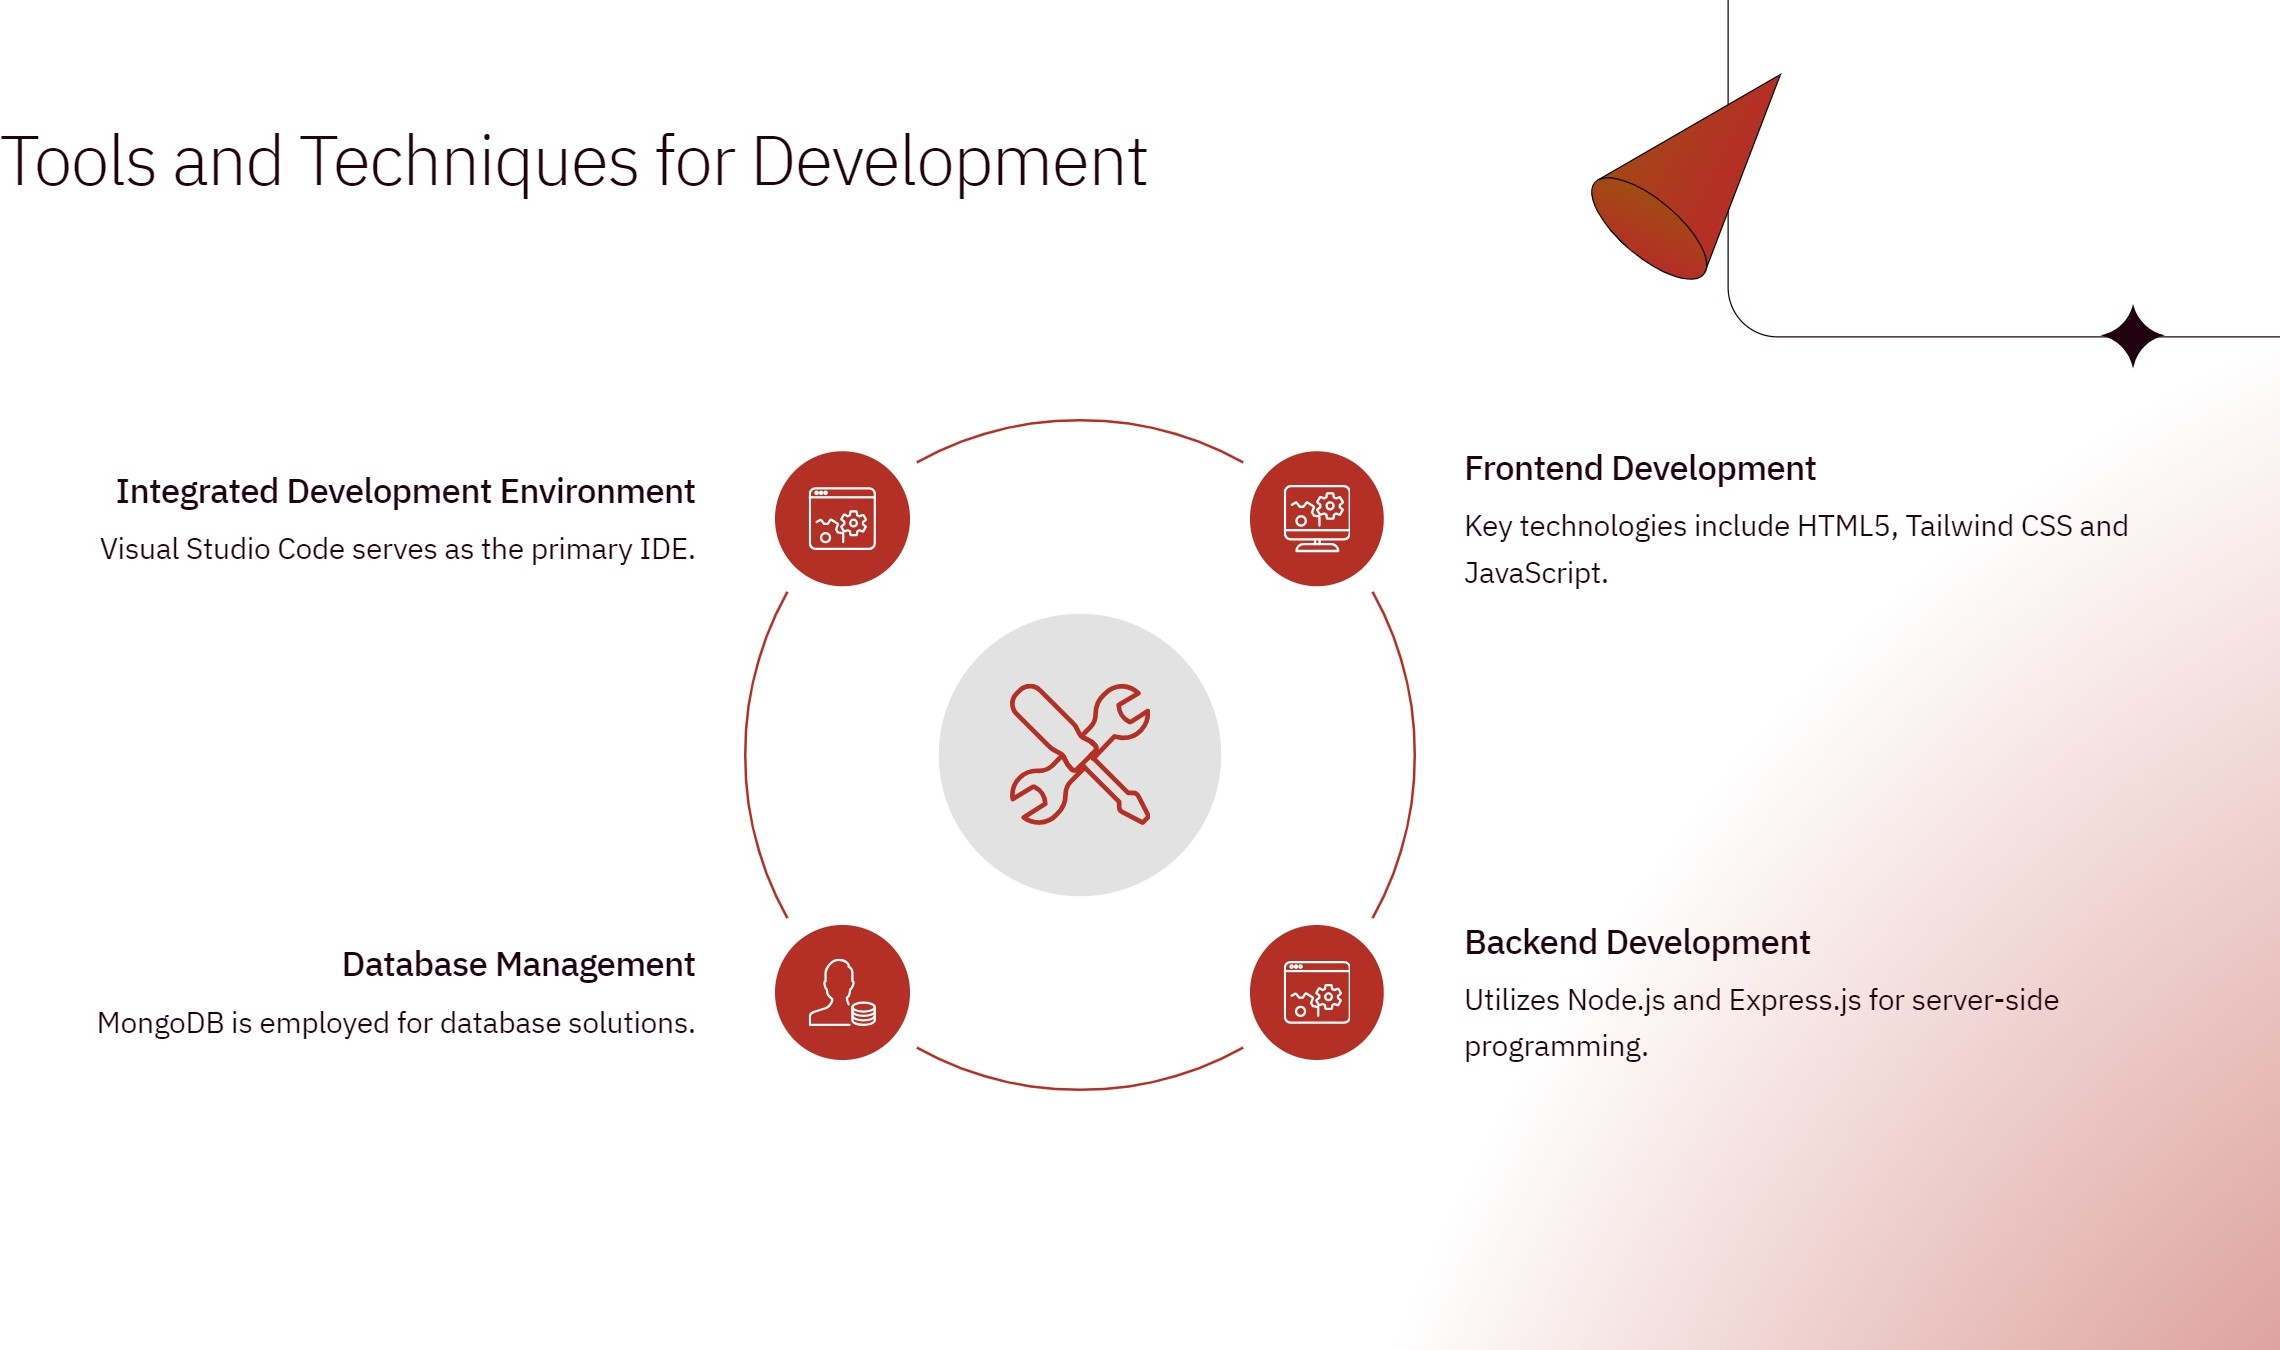 Tools and Techniques for Development
Integrated Development Environment
Visual Studio Code serves as the primary IDE.
Frontend Development
Key technologies include HTML5, Tailwind CSS and
JavaScript.
Database Management
MongoDB is employed for database solutions.
Backend Development
Utilizes Node.js and Express.js for server-side
programming.